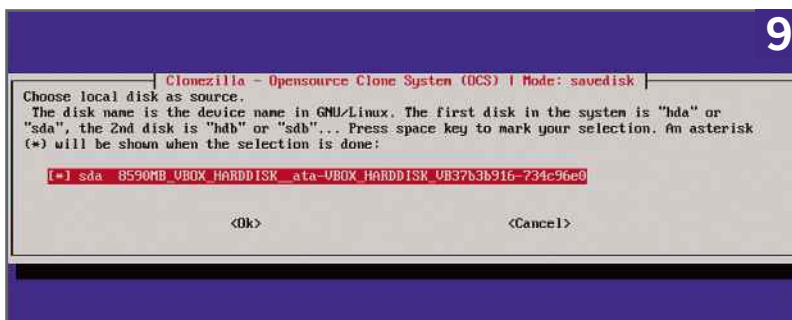 9
Clonezilla - Opensource Clone System (OCS) | Mode: savedisk
Choose local disk as source.
The disk name is the device name in GNU/Linux. The first disk in the system is "hda" or
"sda", the 2nd disk is "hdb" or "sdb"... Press space key to mark your selection. An asterisk
(*) will be shown when the selection is done:
[*] sda 8590MB_VBOX_HARDDISK__ata-VBOX_HARDDISK_VB37b3b916-734c96e0
<Ok> <Cancel>